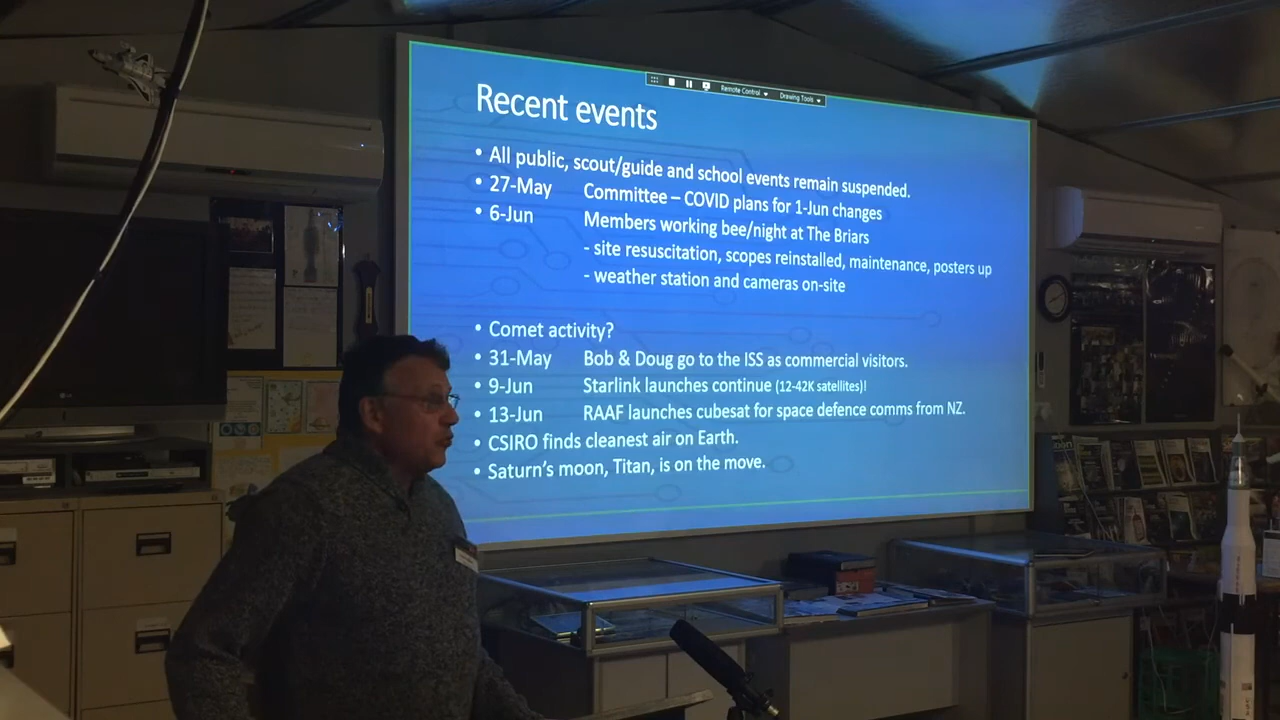 Remote Control
Drawing Tools
Recent events
• All public, scout/guide and school events remain suspended.
• 27-May Committee – COVID plans for 1-Jun changes
• 6-Jun Members working bee/night at The Briars
- site resuscitation, scopes reinstalled, maintenance, posters up
- weather station and cameras on-site
• Comet activity?
• 31-May Bob & Doug go to the ISS as commercial visitors.
• 9-Jun Starlink launches continue (12-42K satellites)!
• 13-Jun RAAF launches cubesat for space defence comms from NZ.
• CSIRO finds cleanest air on Earth.
• Saturn's moon, Titan, is on the move.